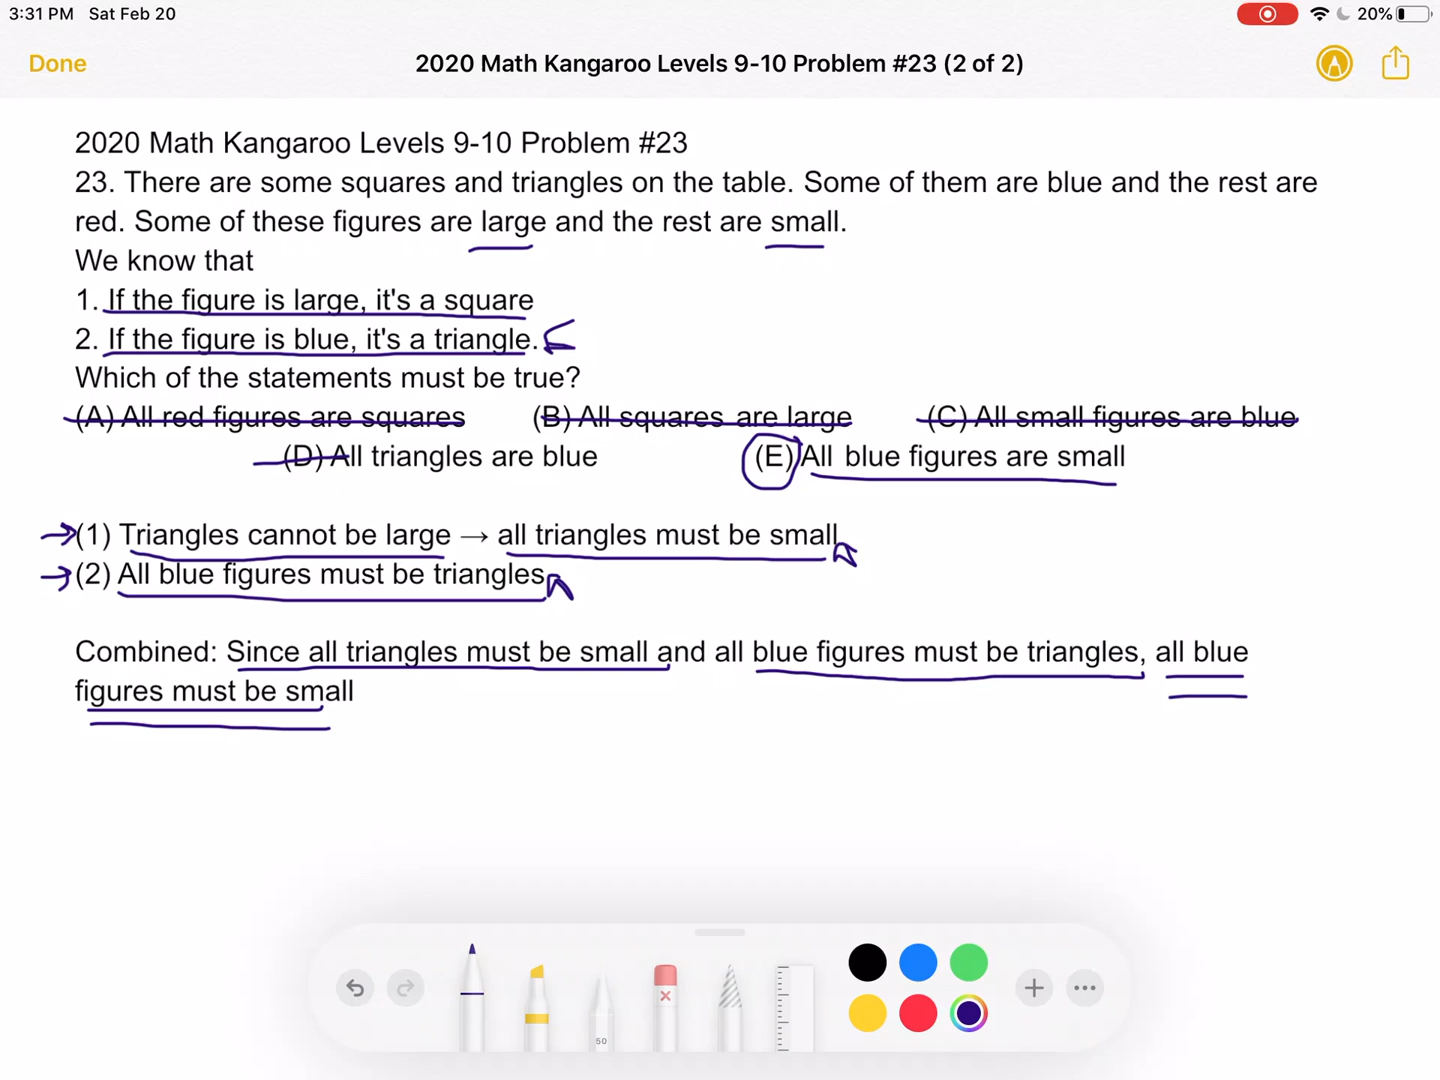 3:31 PM Sat Feb 20 20%
Done 2020 Math Kangaroo Levels 9-10 Problem #23 (2 of 2)
2020 Math Kangaroo Levels 9-10 Problem #23
23. There are some squares and triangles on the table. Some of them are blue and the rest are
red. Some of these figures are large and the rest are small.
We know that
1. If the figure is large, it's a square
2. If the figure is blue, it's a triangle.
Which of the statements must be true?
(A) All red figures are squares (B) All squares are large (C) All small figures are blue
(D) All triangles are blue (E) All blue figures are small
(1) Triangles cannot be large → all triangles must be small
(2) All blue figures must be triangles
Combined: Since all triangles must be small and all blue figures must be triangles, all blue
figures must be small
50